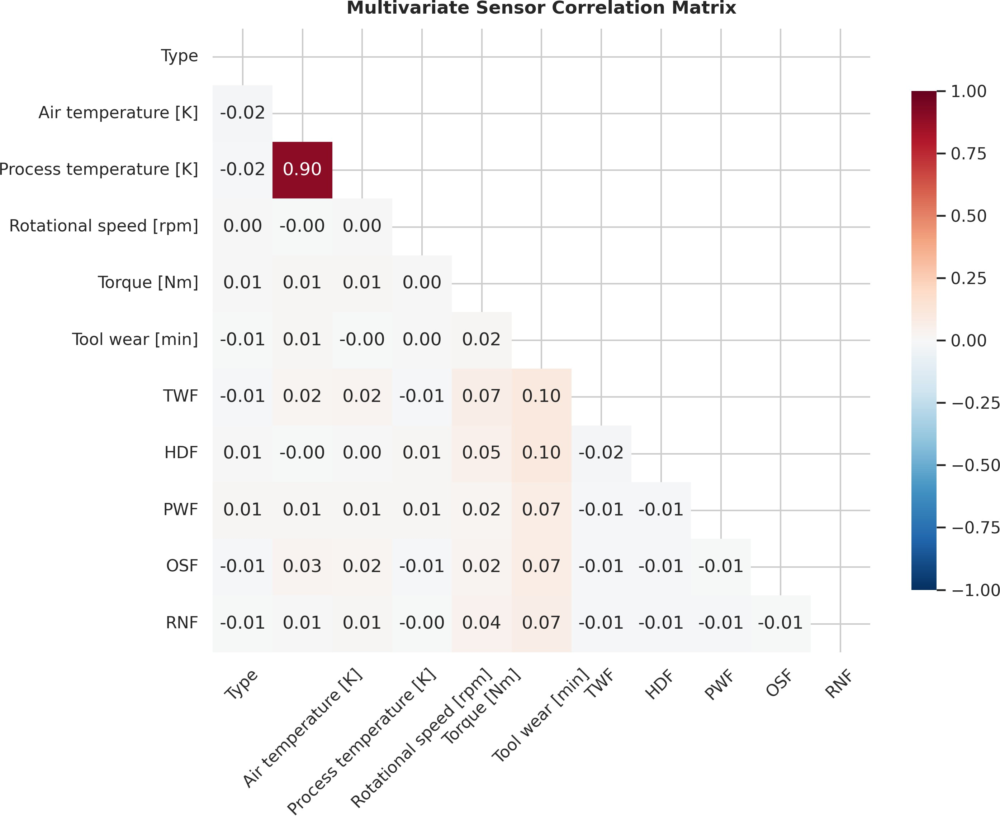 Multivariate Sensor Correlation Matrix
Type
Air temperature [K] -0.02
Process temperature [K] -0.02 0.90
Rotational speed [rpm] 0.00 -0.00 0.00
Torque [Nm] 0.01 0.01 0.01 0.00
Tool wear [min] -0.01 0.01 -0.00 0.00 0.02
TWF -0.01 0.02 0.02 -0.01 0.07 0.10
HDF 0.01 -0.00 0.00 0.01 0.05 0.10 -0.02
PWF 0.01 0.01 0.01 0.01 0.02 0.07 -0.01 -0.01
OSF -0.01 0.03 0.02 -0.01 0.02 0.07 -0.01 -0.01 -0.01
RNF -0.01 0.01 0.01 -0.00 0.04 0.07 -0.01 -0.01 -0.01 -0.01
Type
Air temperature [K]
Process temperature [K]
Rotational speed [rpm]
Torque [Nm]
Tool wear [min]
TWF
HDF
PWF
OSF
RNF
1.00
0.75
0.50
0.25
0.00
−0.25
−0.50
−0.75
−1.00